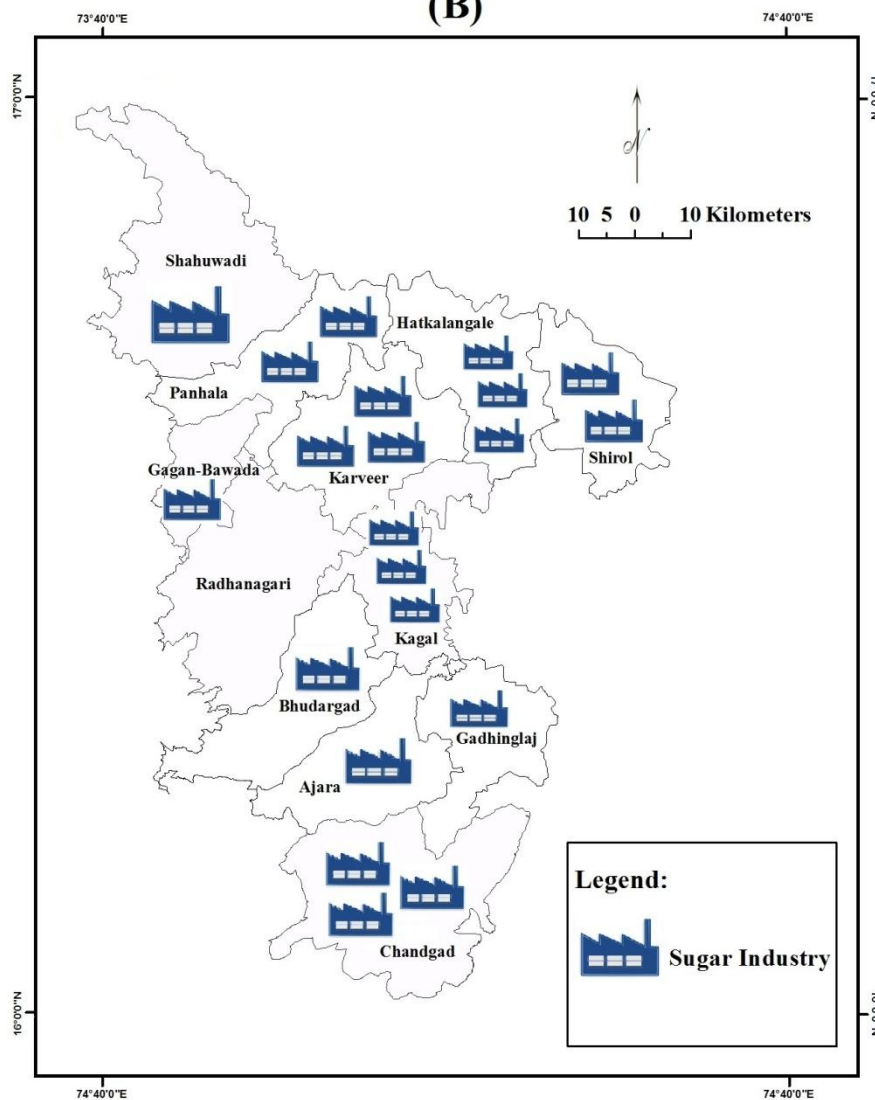 (B)
73°40'0"E
74°40'0"E
17°0'0"N
10 5 0 10 Kilometers
Shahuwadi
Hatkalangale
Panhala
Shirol
Gagan-Bawada
Karveer
Radhanagari
Kagal
Bhudargad
Gadhinglaj
Ajara
Chandgad
Legend:
Sugar Industry
16°0'0"N
74°40'0"E
74°40'0"E